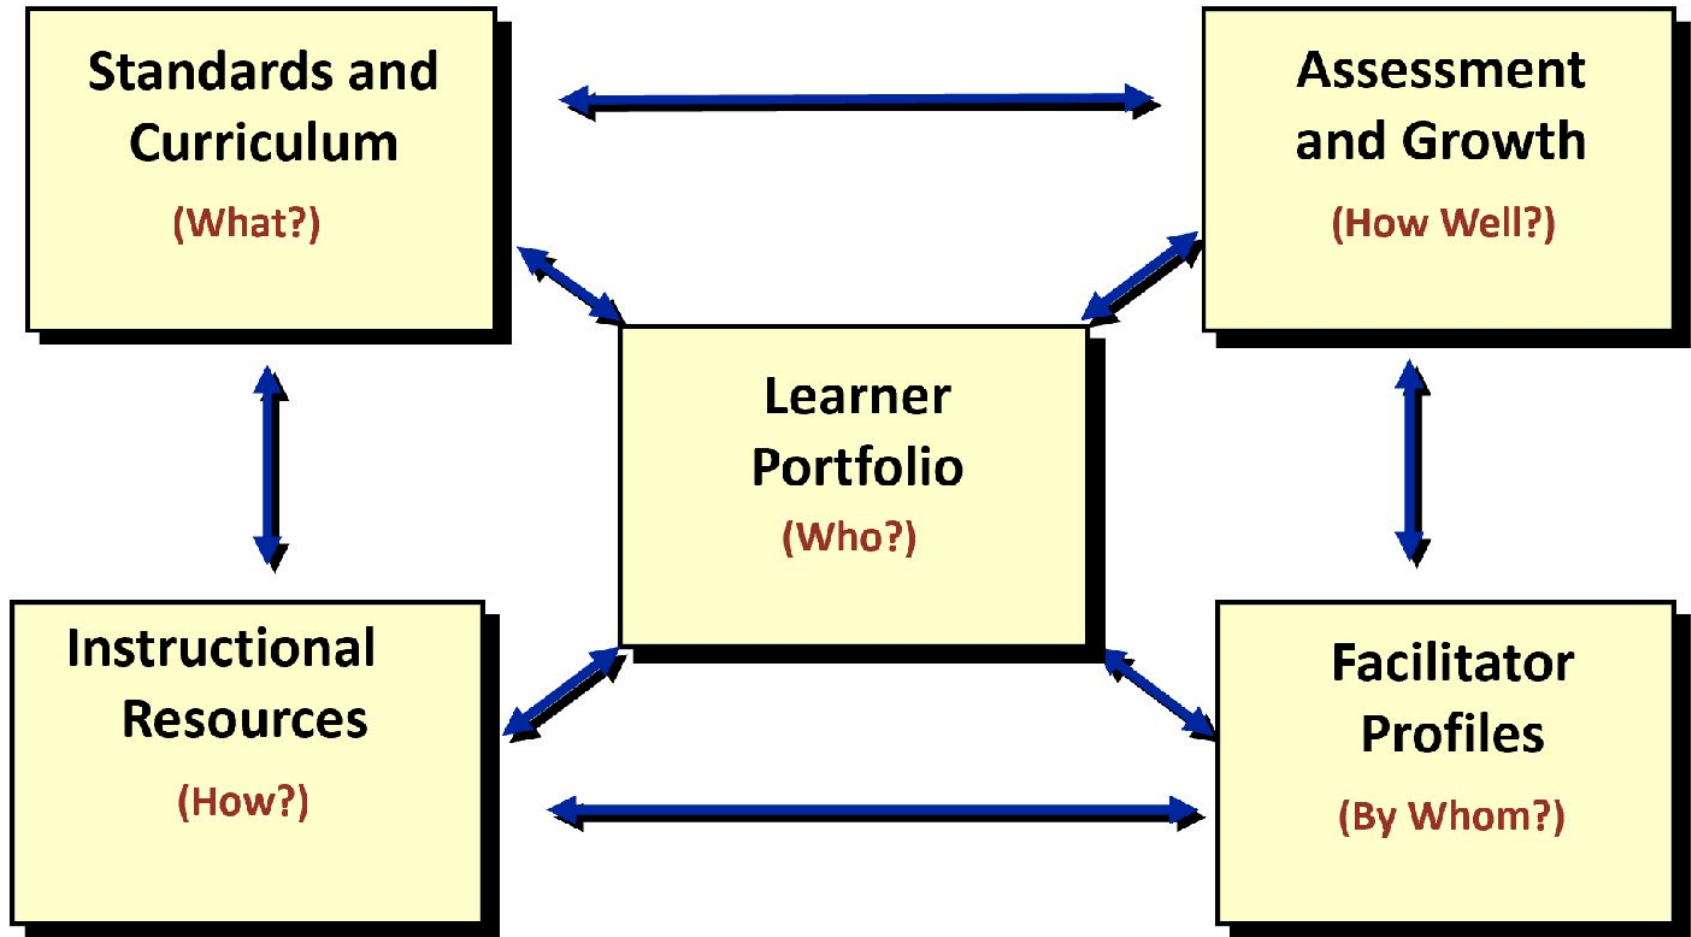 Standards and
Curriculum
(What?)
Assessment
and Growth
(How Well?)
Learner
Portfolio
(Who?)
Instructional
Resources
(How?)
Facilitator
Profiles
(By Whom?)